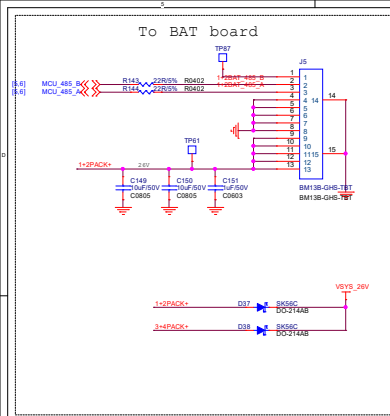 5
To BAT board
TP87
J5
1+2BAT_485_B
1+2BAT_485_A
[5,6] MCU_485_B R143 22R/5% R0402
[5,6] MCU_485_A R144 22R/5% R0402
1 1
2 2
3 3
4 4 14 14
5 5
6 6
7 7
8 8
9 9
10 10
11 11 15 15
12 12
13 13
TP61
1+2PACK+ 26V
BM13B-GHS-TBT
BM13B-GHS-TBT
C149 C150 C151
10uF/50V 10uF/50V 1uF/50V
C0805 C0805 C0603
D
VSYS_26V
1+2PACK+ D37 SK56C
DO-214AB
3+4PACK+ D38 SK56C
DO-214AB